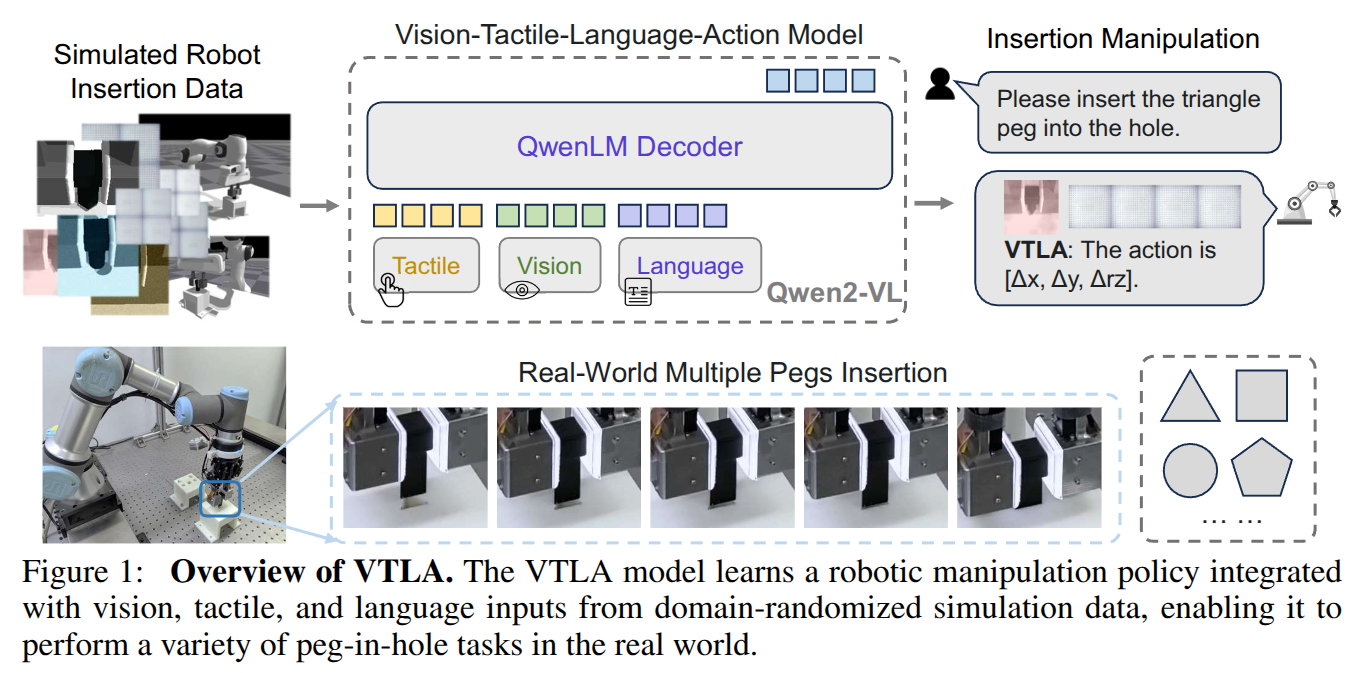 Simulated Robot
Insertion Data
Vision-Tactile-Language-Action Model
QwenLM Decoder
Tactile
Vision
Language
Qwen2-VL
Insertion Manipulation
Please insert the triangle
peg into the hole.
VTLA: The action is
[Δx, Δy, Δrz].
Real-World Multiple Pegs Insertion
... ...
Figure 1: Overview of VTLA. The VTLA model learns a robotic manipulation policy integrated
with vision, tactile, and language inputs from domain-randomized simulation data, enabling it to
perform a variety of peg-in-hole tasks in the real world.